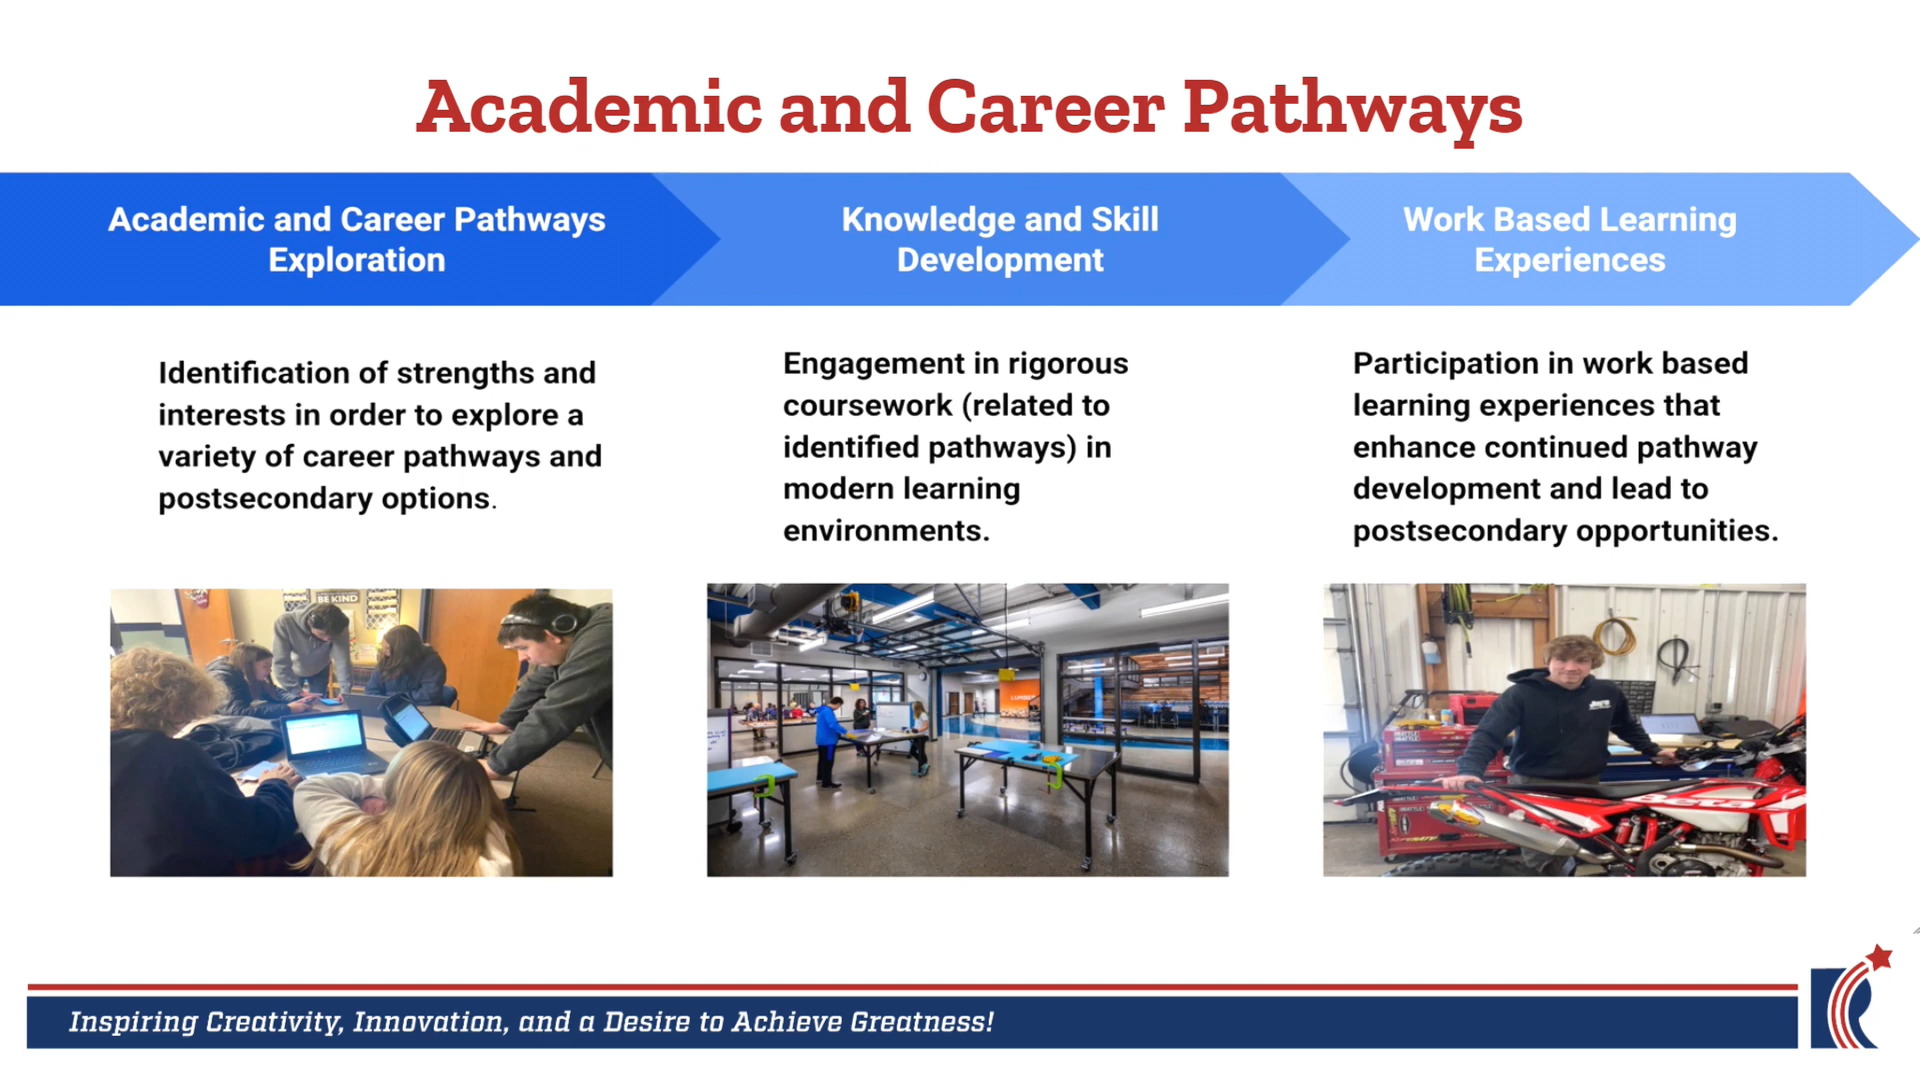 Academic and Career Pathways
Academic and Career Pathways
Exploration
Knowledge and Skill
Development
Work Based Learning
Experiences
Identification of strengths and
interests in order to explore a
variety of career pathways and
postsecondary options.
Engagement in rigorous
coursework (related to
identified pathways) in
modern learning
environments.
Participation in work based
learning experiences that
enhance continued pathway
development and lead to
postsecondary opportunities.
BE KIND
Inspiring Creativity, Innovation, and a Desire to Achieve Greatness!